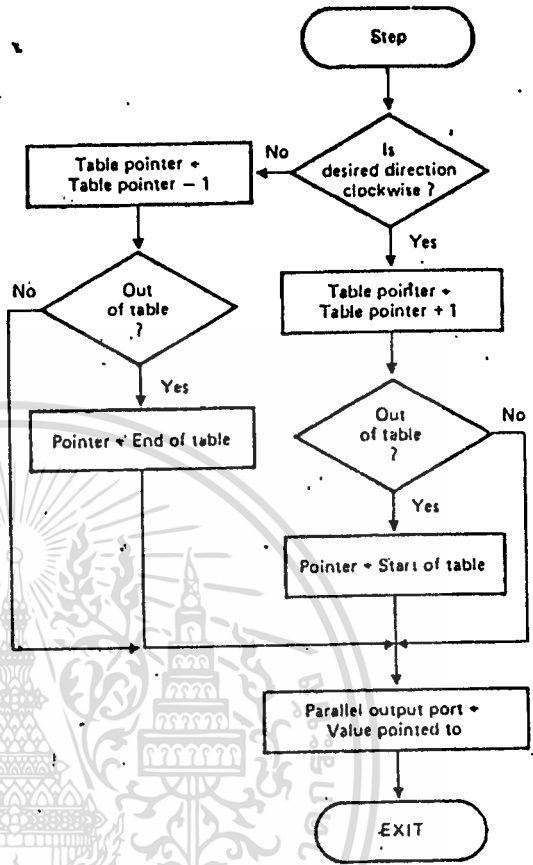 Step
Is
desired direction
clockwise ?
No
Yes
Table pointer ←
Table pointer − 1
Table pointer ←
Table pointer + 1
Out
of table
?
No
Yes
Out
of table
?
No
Yes
Pointer ← End of table
Pointer ← Start of table
Parallel output port ←
Value pointed to
EXIT